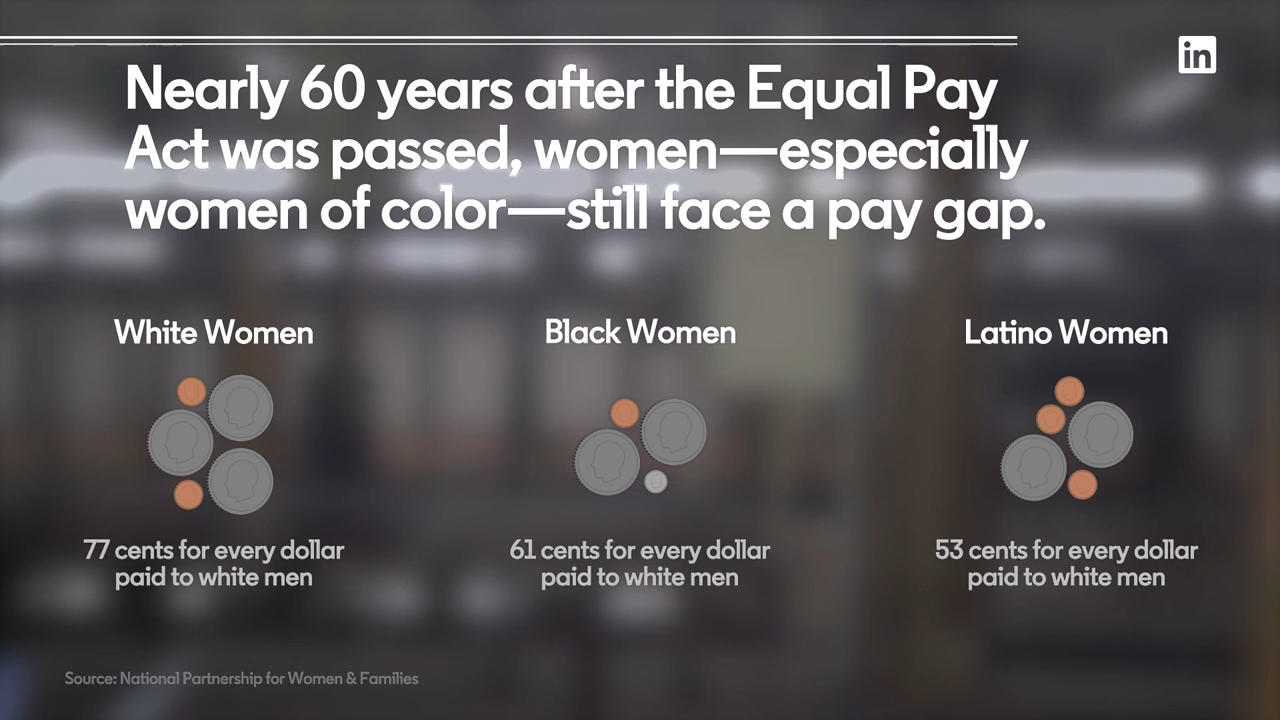 in
Nearly 60 years after the Equal Pay
Act was passed, women—especially
women of color—still face a pay gap.
White Women
Black Women
Latino Women
77 cents for every dollar
paid to white men
61 cents for every dollar
paid to white men
53 cents for every dollar
paid to white men
Source: National Partnership for Women & Families